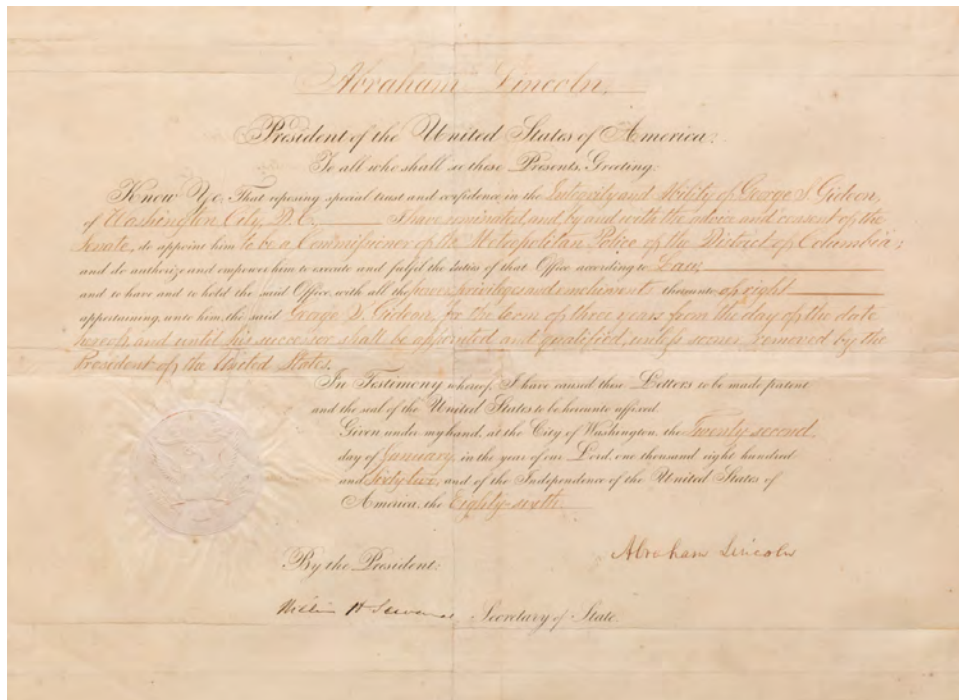 Abraham Lincoln,
President of the United States of America.
To all who shall see these Presents, Greeting:
Know Ye, That reposing special trust and confidence in the Integrity and Ability of George S. Gideon,
of Washington City, D.C. I have nominated, and by and with the advice and consent of the
Senate, do appoint him to be a Commissioner of the Metropolitan Police of the District of Columbia;
and do authorize and empower him to execute and fulfil the duties of that Office according to Law;
and to have and to hold the said Office, with all the powers, privileges and emoluments thereunto of right
appertaining, unto him, the said George S. Gideon, for the term of three years from the day of the date
hereof, and until his successor shall be appointed and qualified, unless sooner removed by the
President of the United States.
In Testimony whereof, I have caused these Letters to be made patent
and the seal of the United States to be hereunto affixed.
Given under my hand, at the City of Washington, the Twenty second
day of January, in the year of our Lord, one thousand eight hundred
and Sixty two, and of the Independence of the United States of
America, the Eighty-sixth.
Abraham Lincoln
By the President:
William H Seward, Secretary of State.